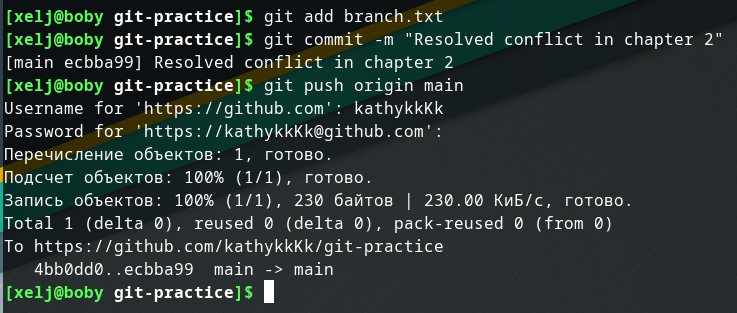 [xelj@boby git-practice]$ git add branch.txt
[xelj@boby git-practice]$ git commit -m "Resolved conflict in chapter 2"
[main ecbba99] Resolved conflict in chapter 2
[xelj@boby git-practice]$ git push origin main
Username for 'https://github.com': kathykkKk
Password for 'https://kathykkKk@github.com':
Перечисление объектов: 1, готово.
Подсчет объектов: 100% (1/1), готово.
Запись объектов: 100% (1/1), 230 байтов | 230.00 КиБ/с, готово.
Total 1 (delta 0), reused 0 (delta 0), pack-reused 0 (from 0)
To https://github.com/kathykkKk/git-practice
   4bb0dd0..ecbba99  main -> main
[xelj@boby git-practice]$